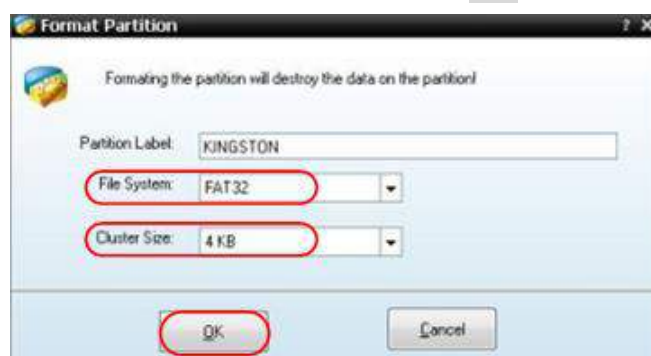 Format Partition ? X
Formating the partition will destroy the data on the partition!
Partition Label: KINGSTON
File System: FAT32
Cluster Size: 4 KB
OK Cancel